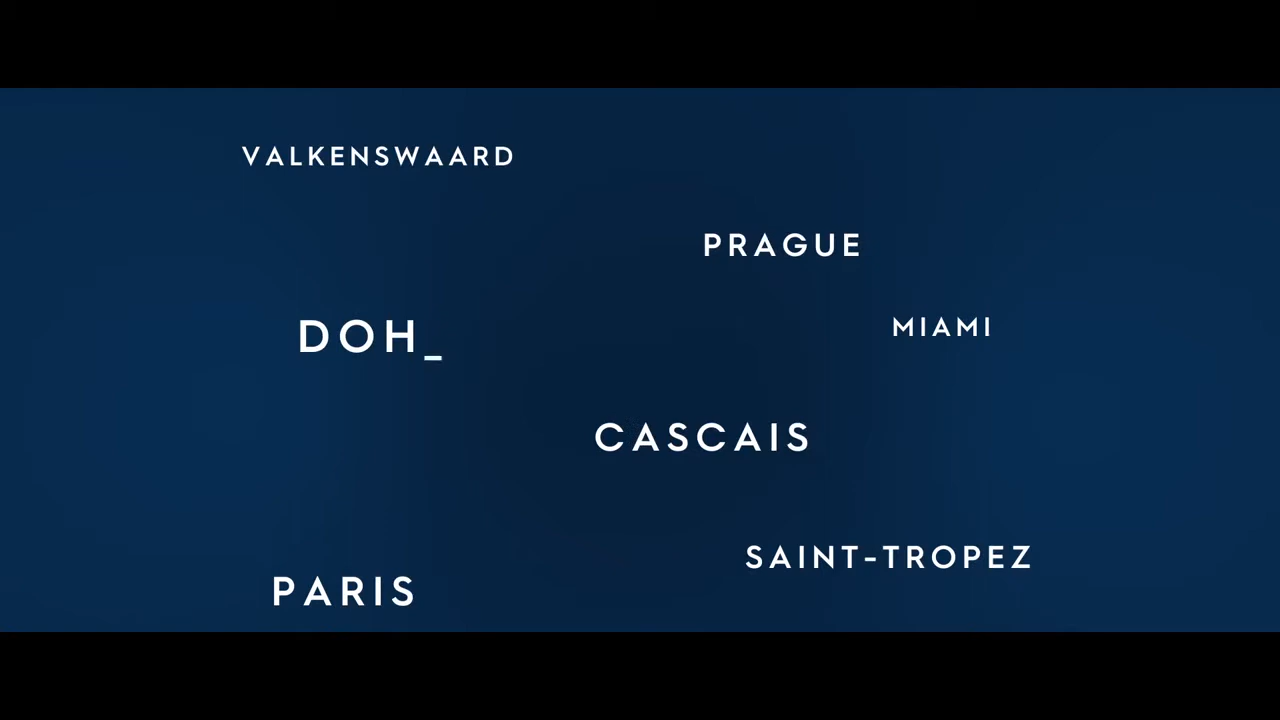 VALKENSWAARD
PRAGUE
MIAMI
DOH_
CASCAIS
SAINT-TROPEZ
PARIS